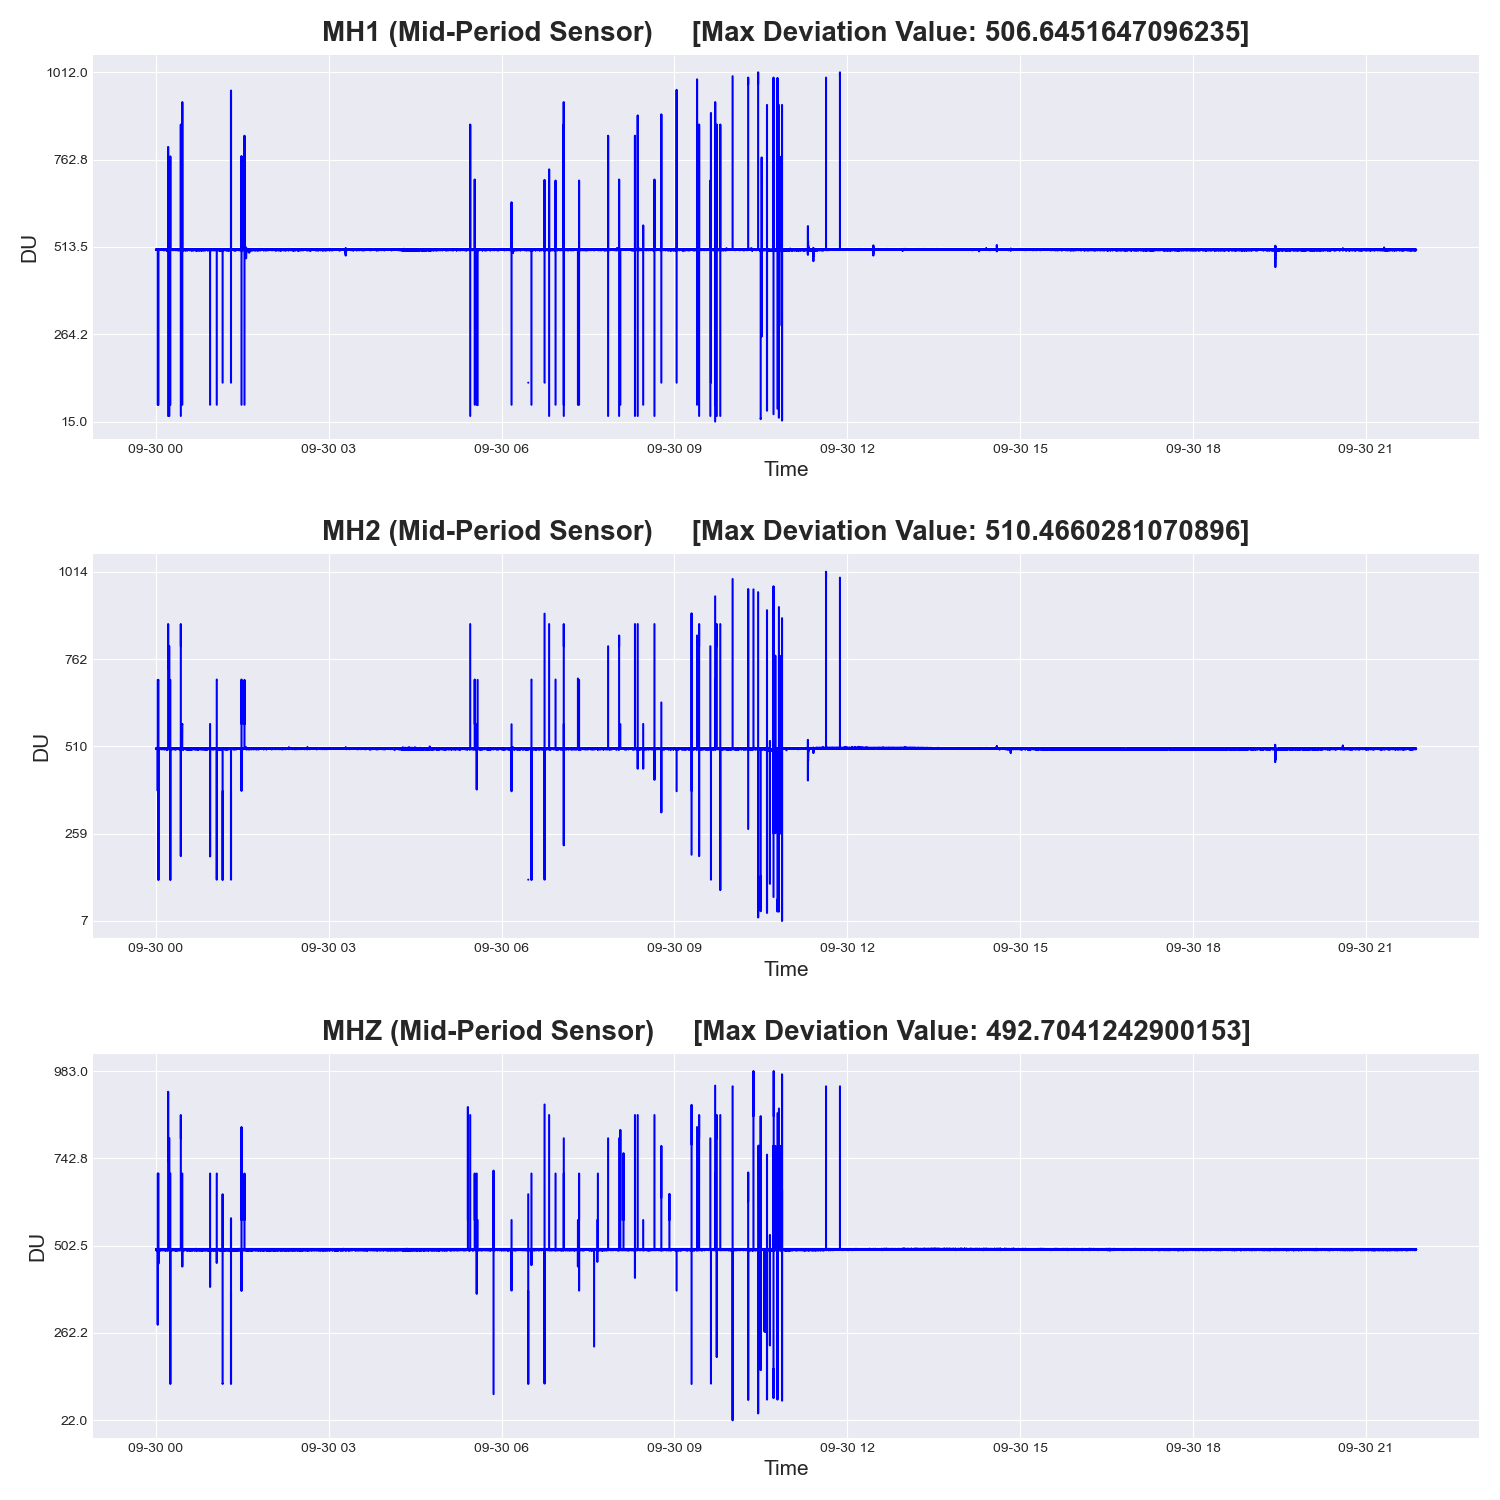 MH1 (Mid-Period Sensor) [Max Deviation Value: 506.6451647096235]
1012.0
762.8
513.5
264.2
15.0
DU
09-30 00 09-30 03 09-30 06 09-30 09 09-30 12 09-30 15 09-30 18 09-30 21
Time
MH2 (Mid-Period Sensor) [Max Deviation Value: 510.4660281070896]
1014
762
510
259
7
DU
09-30 00 09-30 03 09-30 06 09-30 09 09-30 12 09-30 15 09-30 18 09-30 21
Time
MHZ (Mid-Period Sensor) [Max Deviation Value: 492.7041242900153]
983.0
742.8
502.5
262.2
22.0
DU
09-30 00 09-30 03 09-30 06 09-30 09 09-30 12 09-30 15 09-30 18 09-30 21
Time